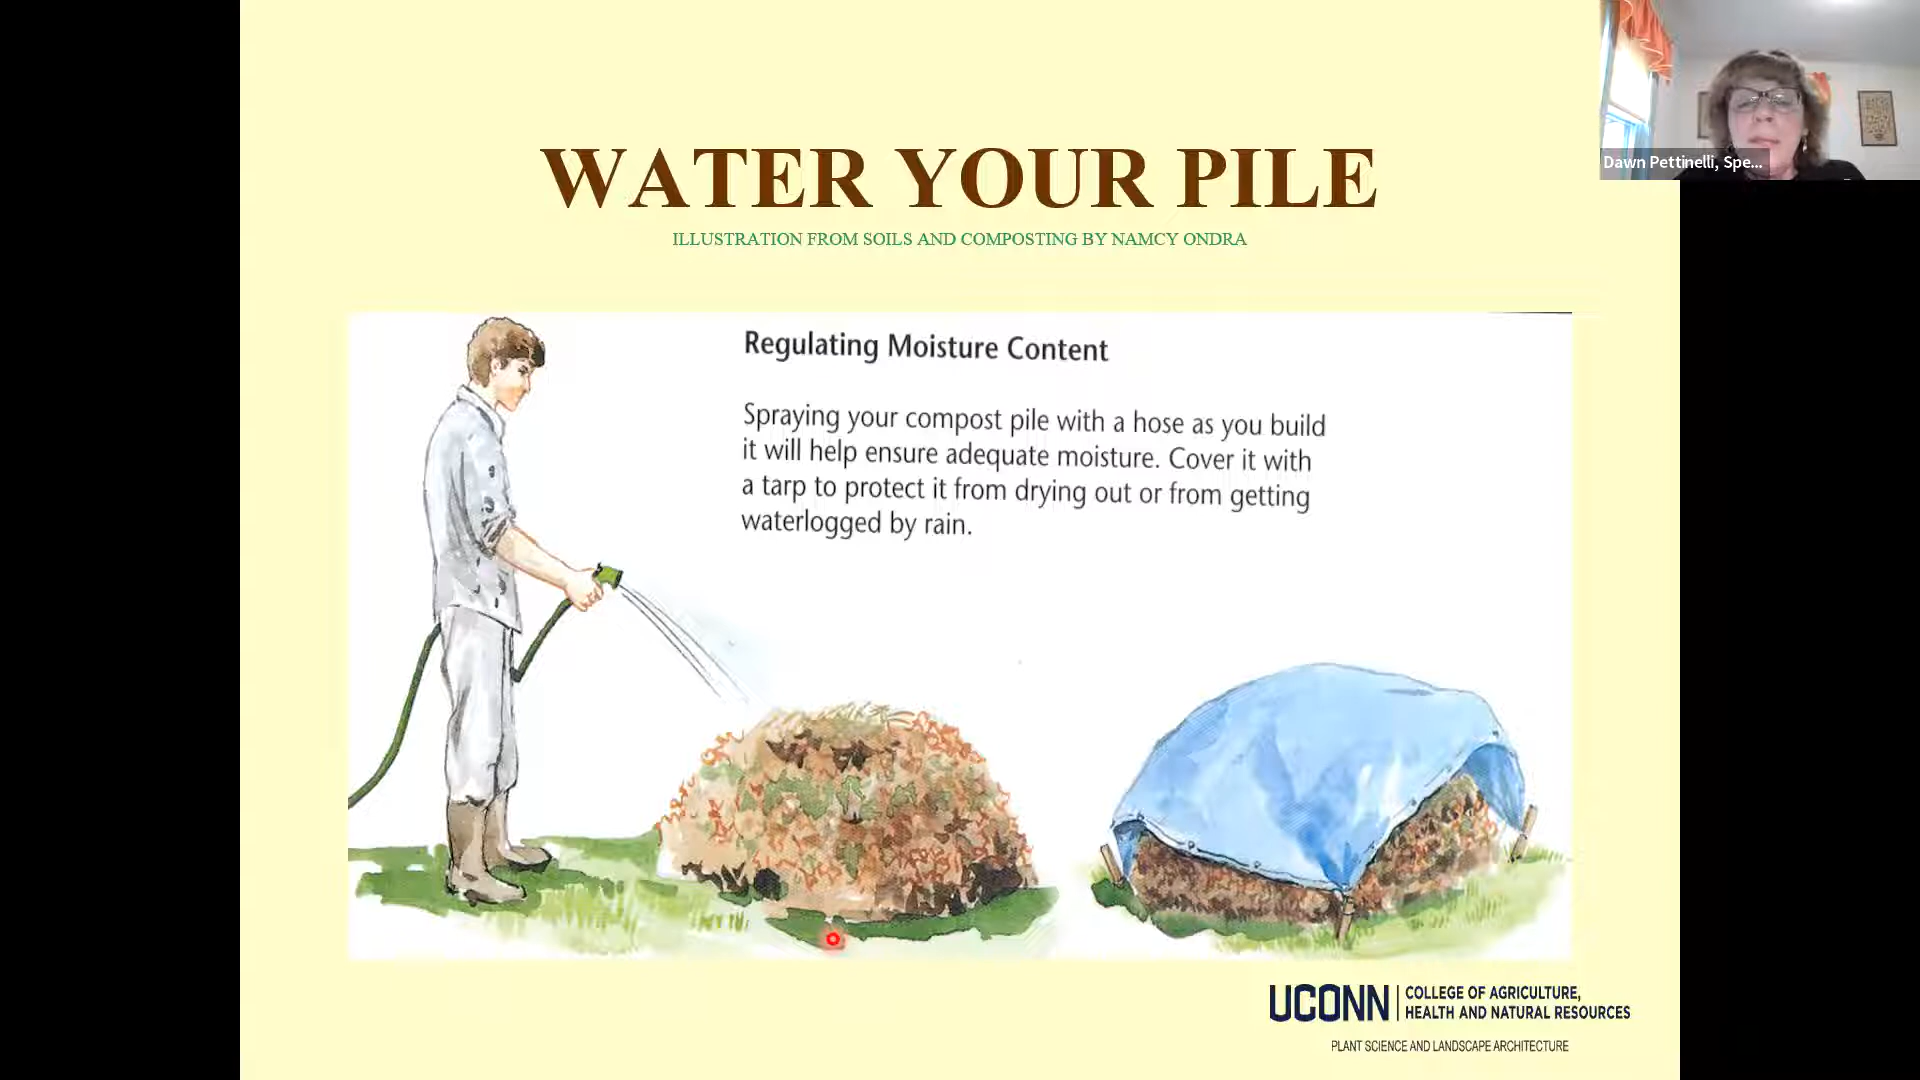 WATER YOUR PILE
ILLUSTRATION FROM SOILS AND COMPOSTING BY NAMCY ONDRA
Dawn Pettinelli, Spe...
Regulating Moisture Content
Spraying your compost pile with a hose as you build
it will help ensure adequate moisture. Cover it with
a tarp to protect it from drying out or from getting
waterlogged by rain.
UCONN
COLLEGE OF AGRICULTURE,
HEALTH AND NATURAL RESOURCES
PLANT SCIENCE AND LANDSCAPE ARCHITECTURE